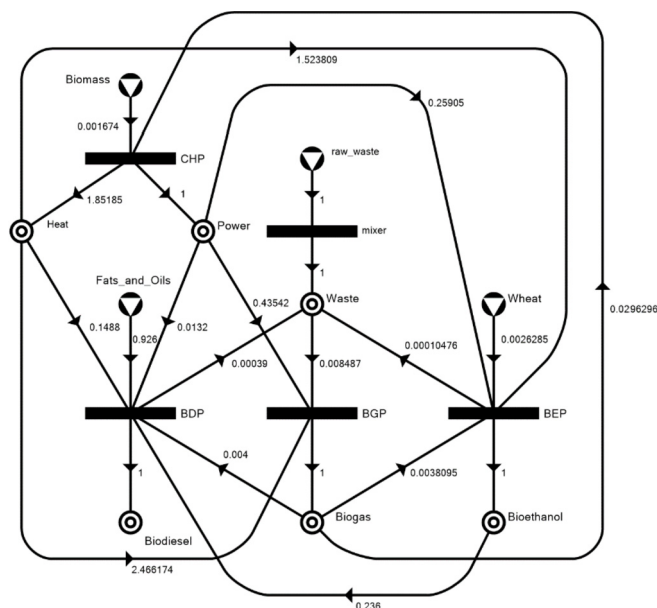 1.523809
Biomass
0.25905
0.001674
raw_waste
CHP
1.85185
1
1
Heat
Power
mixer
Fats_and_Oils
1
0.43542
Waste
Wheat
0.0296296
0.1488
0.926
0.0132
0.00010476
0.0026285
0.00039
0.008487
BDP
BGP
BEP
0.004
1
1
0.0038095
1
Biodiesel
Biogas
Bioethanol
2.466174
0.236